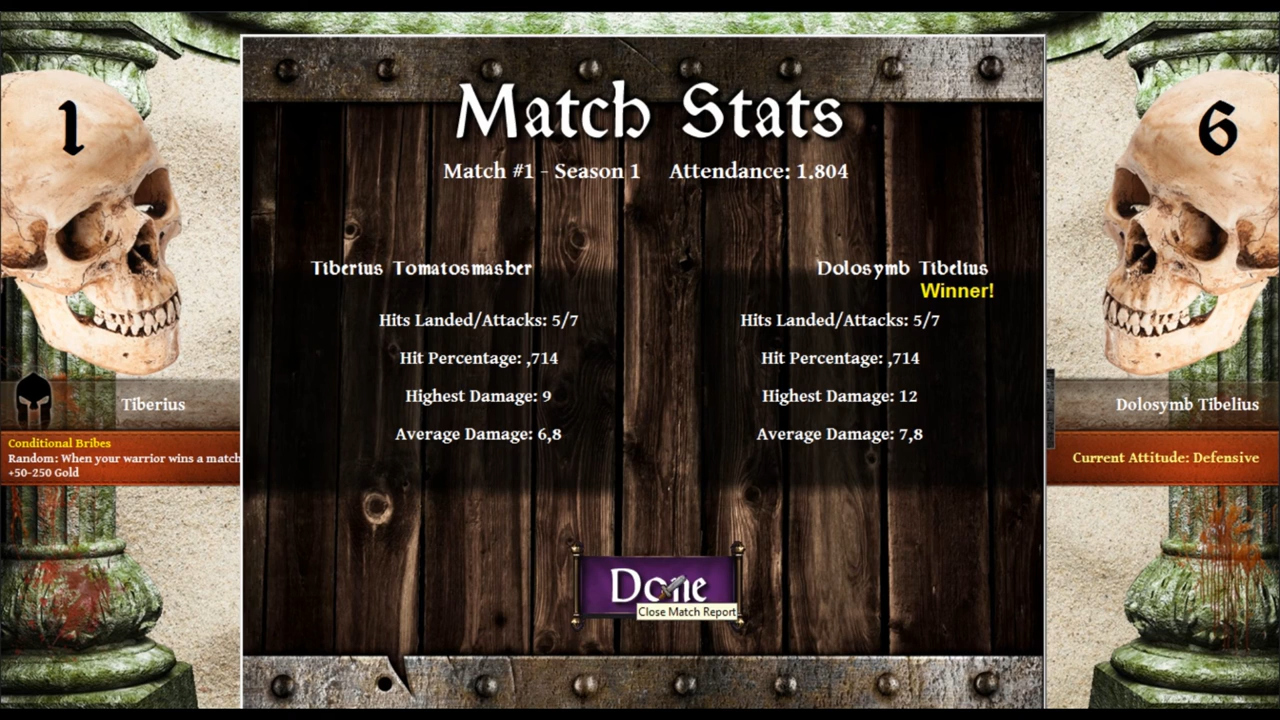 1
6
Match Stats
Match #1 - Season 1 Attendance: 1.804
Tiberius Tomatosmasher
Dolosymb Tibelius
Winner!
Hits Landed/Attacks: 5/7
Hits Landed/Attacks: 5/7
Hit Percentage: ,714
Hit Percentage: ,714
Highest Damage: 9
Highest Damage: 12
Average Damage: 6,8
Average Damage: 7,8
Tiberius
Conditional Bribes
Random: When your warrior wins a match
+50-250 Gold
Dolosymb Tibelius
Current Attitude: Defensive
Done
Close Match Report